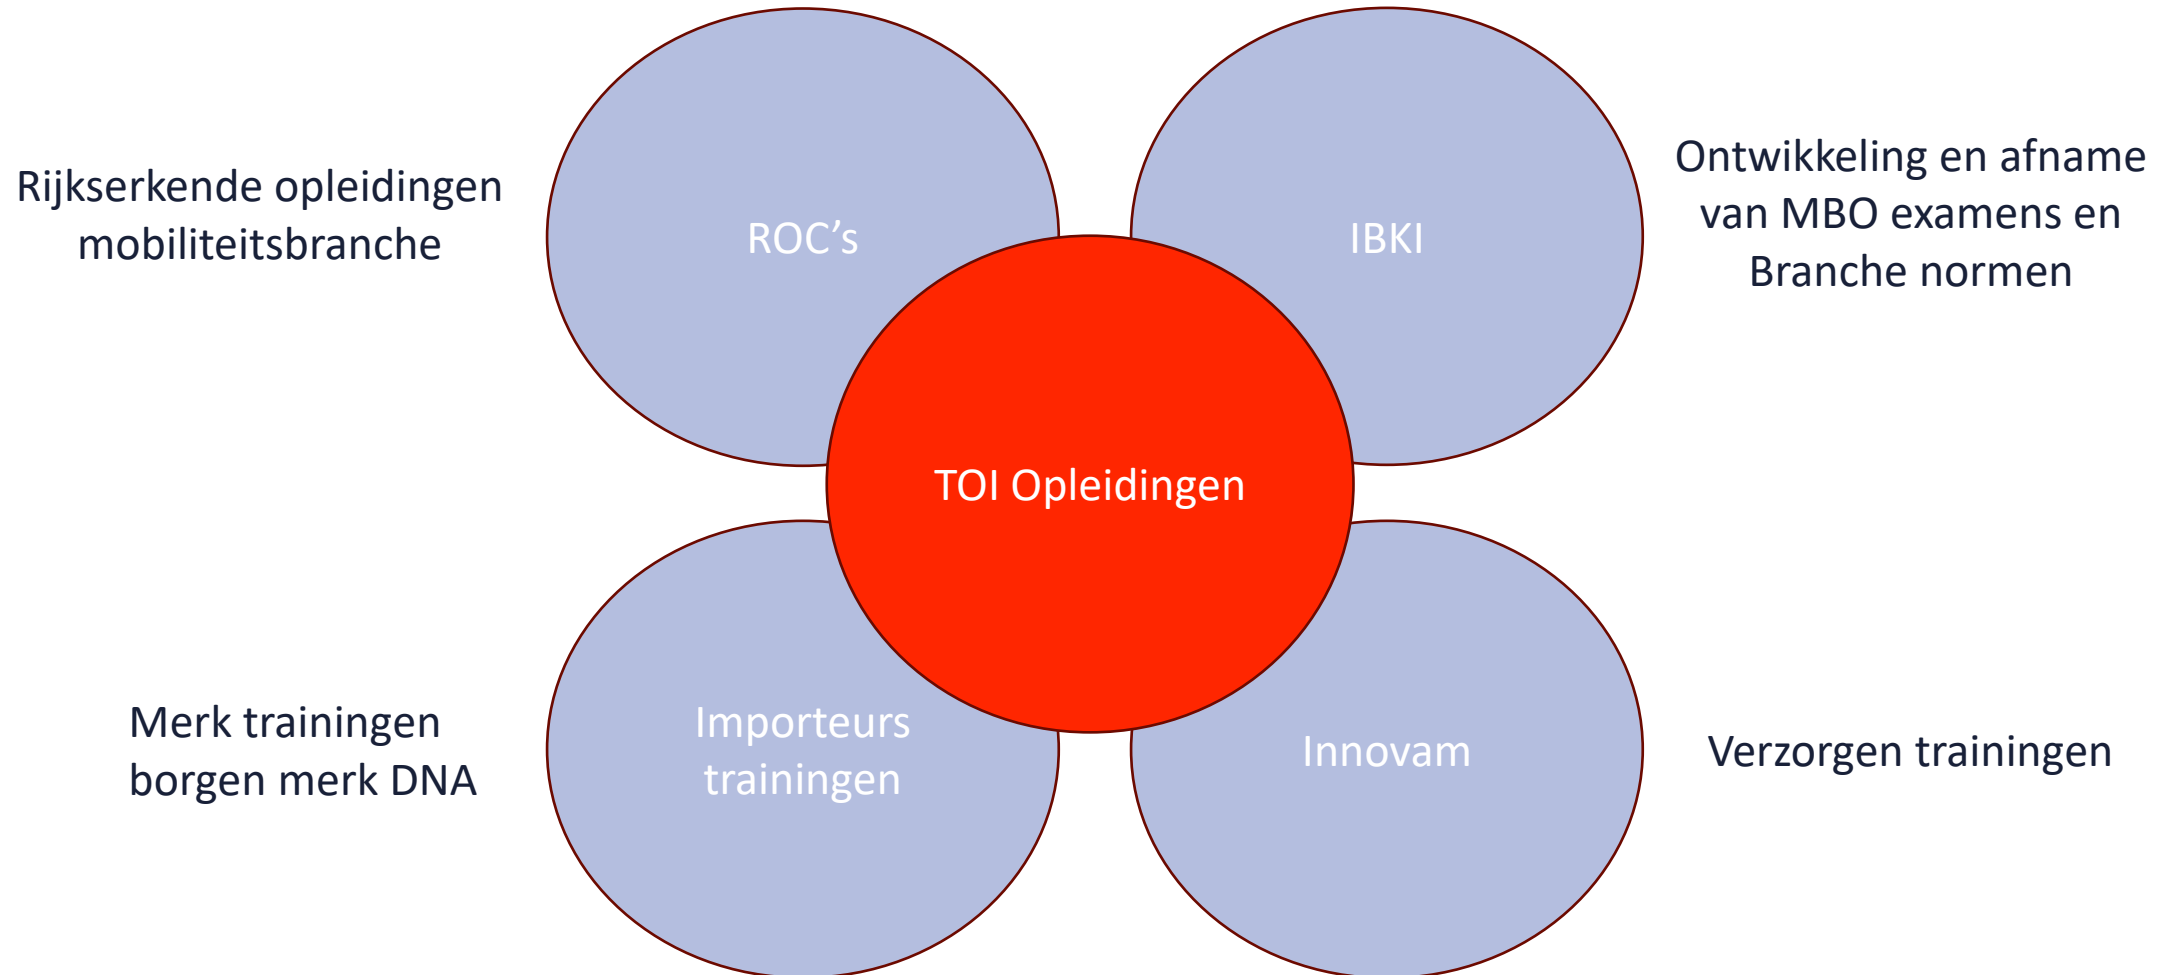 Rijkserkende opleidingen
mobiliteitsbranche
ROC’s
IBKI
Ontwikkeling en afname
van MBO examens en
Branche normen
TOI Opleidingen
Merk trainingen
borgen merk DNA
Importeurs
trainingen
Innovam
Verzorgen trainingen